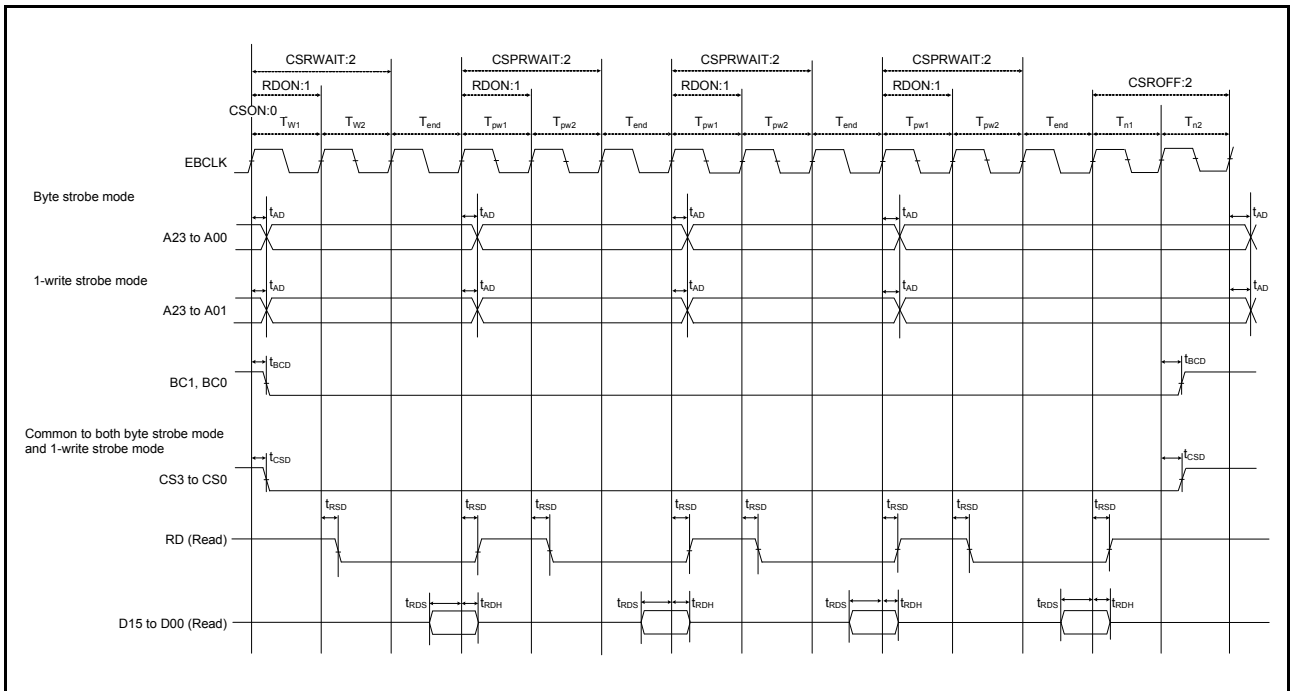 CSRWAIT:2 CSPRWAIT:2 CSPRWAIT:2 CSPRWAIT:2
RDON:1 RDON:1 RDON:1 RDON:1 CSROFF:2
CSON:0
TW1 TW2 Tend Tpw1 Tpw2 Tend Tpw1 Tpw2 Tend Tpw1 Tpw2 Tend Tn1 Tn2
EBCLK
Byte strobe mode
tAD tAD tAD tAD tAD
A23 to A00
1-write strobe mode
tAD tAD tAD tAD tAD
A23 to A01
tBCD tBCD
BC1, BC0
Common to both byte strobe mode
and 1-write strobe mode
tCSD tCSD
CS3 to CS0
tRSD tRSD tRSD tRSD tRSD tRSD tRSD tRSD
RD (Read)
tRDS tRDH tRDS tRDH tRDS tRDH tRDS tRDH
D15 to D00 (Read)